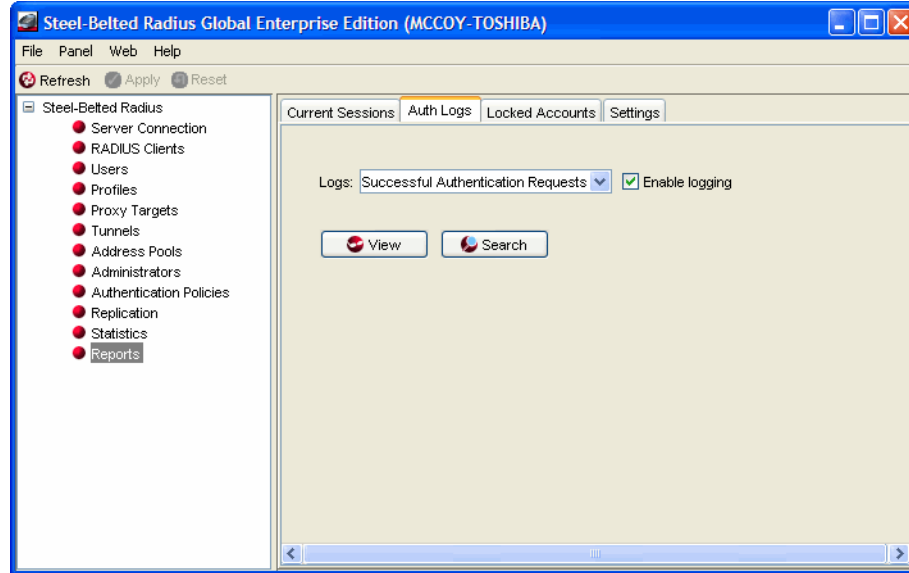 Steel-Belted Radius Global Enterprise Edition (MCCOY-TOSHIBA)
File Panel Web Help
Refresh Apply Reset
Steel-Belted Radius
Server Connection
RADIUS Clients
Users
Profiles
Proxy Targets
Tunnels
Address Pools
Administrators
Authentication Policies
Replication
Statistics
Reports
Current Sessions Auth Logs Locked Accounts Settings
Logs: Successful Authentication Requests Enable logging
View Search